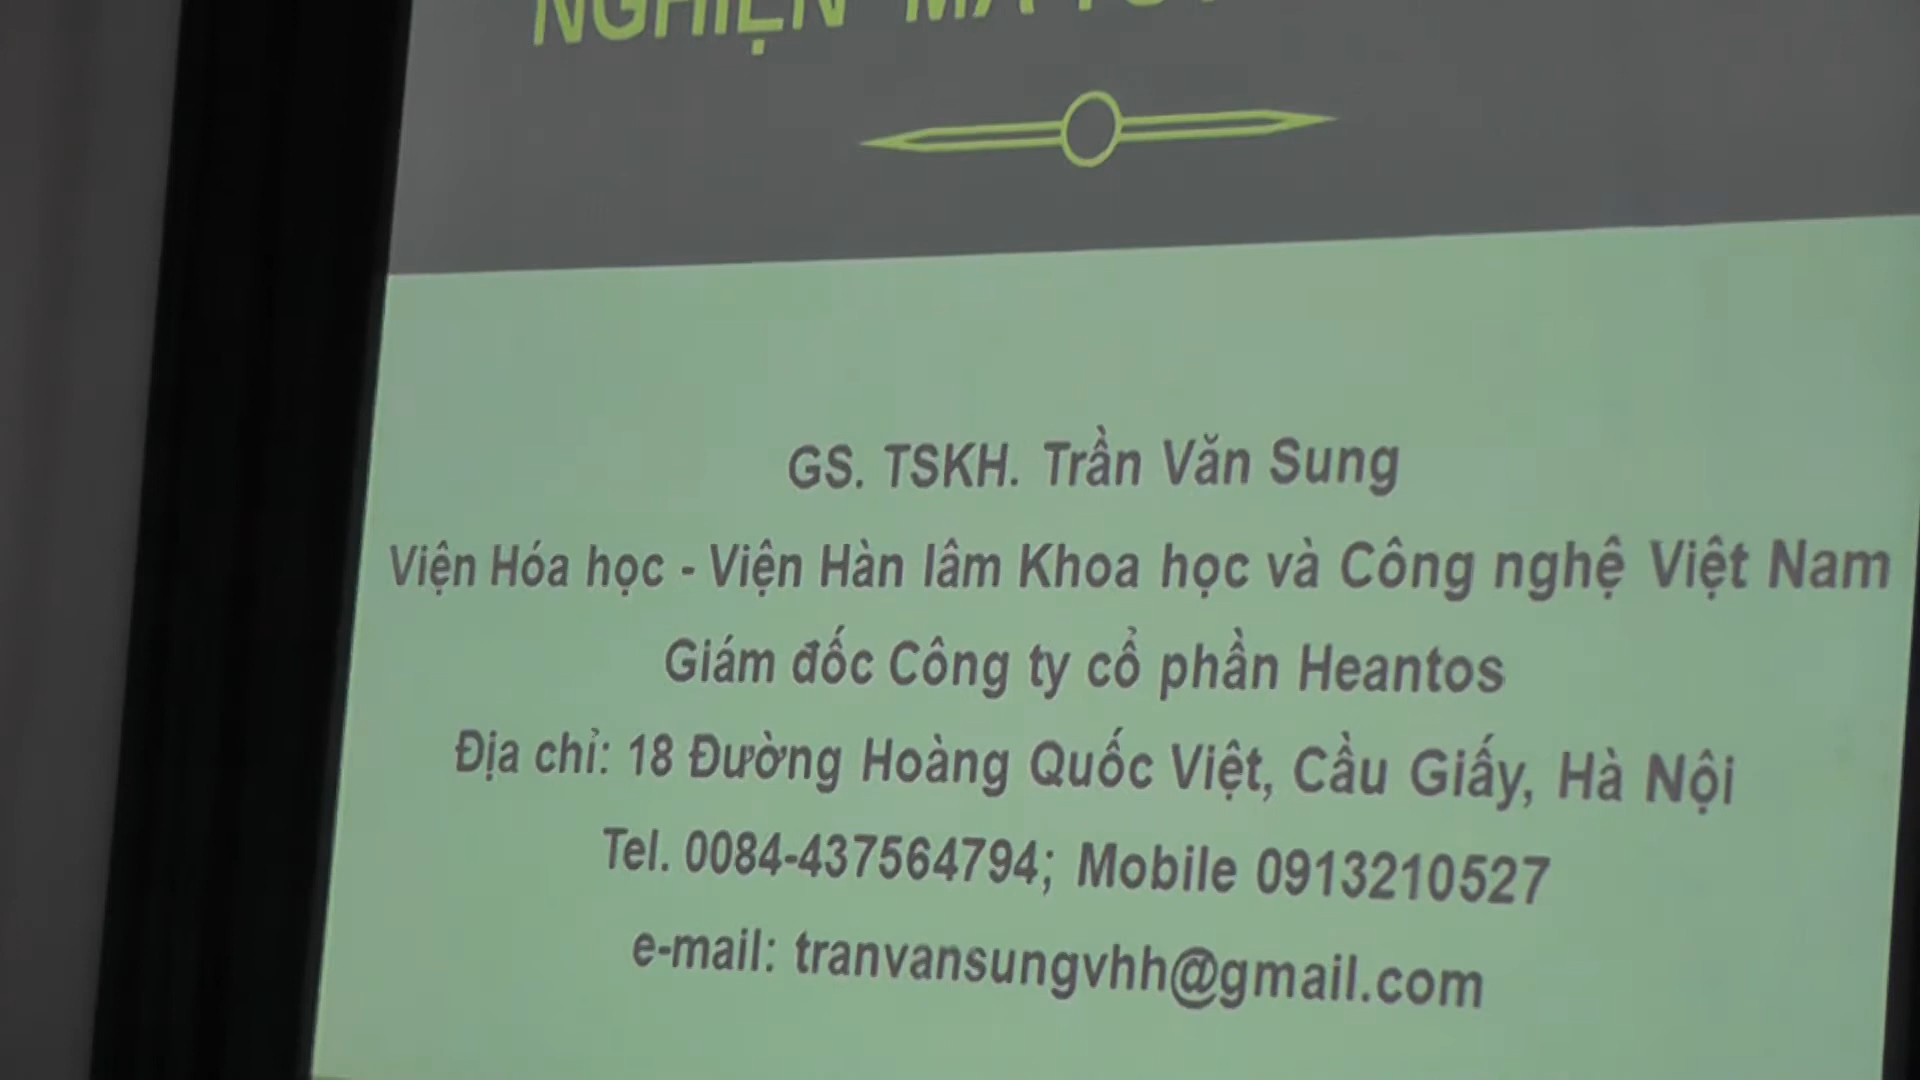 NGHIỆN
GS. TSKH. Trần Văn Sung
Viện Hóa học - Viện Hàn lâm Khoa học và Công nghệ Việt Nam
Giám đốc Công ty cổ phần Heantos
Địa chỉ: 18 Đường Hoàng Quốc Việt, Cầu Giấy, Hà Nội
Tel. 0084-437564794; Mobile 0913210527
e-mail: tranvansungvhh@gmail.com